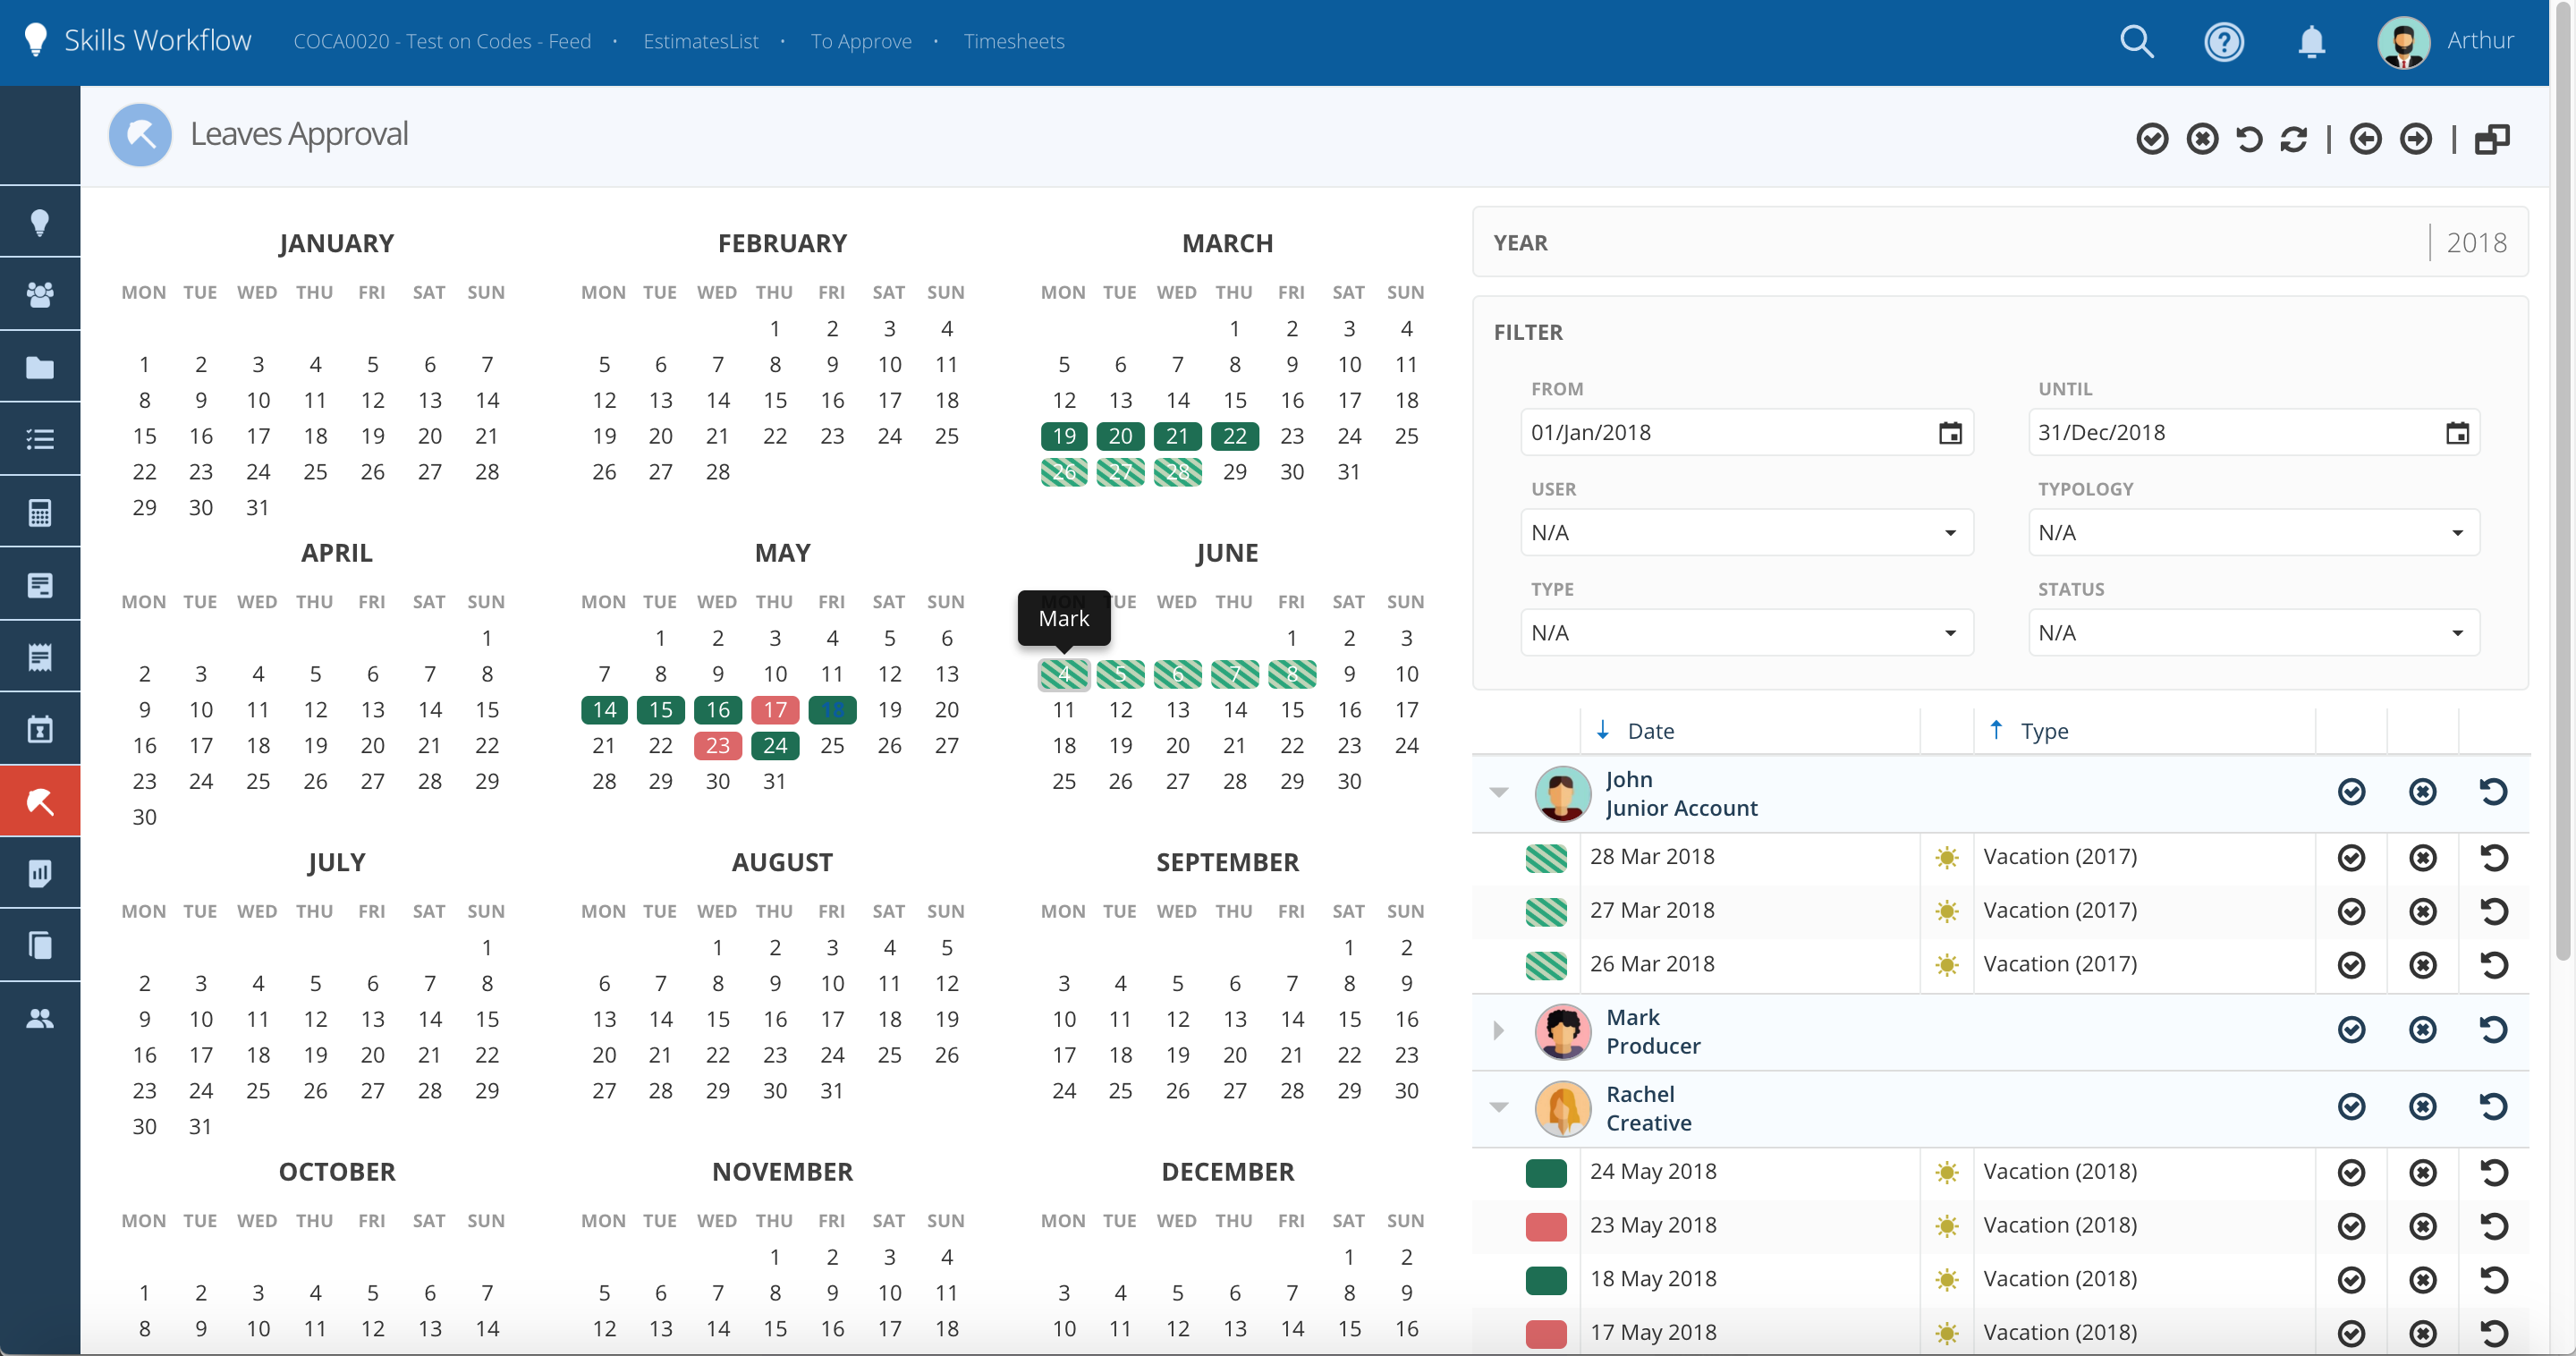 Skills Workflow COCA0020 - Test on Codes - Feed • EstimatesList • To Approve • Timesheets Arthur
Leaves Approval
JANUARY
MON TUE WED THU FRI SAT SUN
1 2 3 4 5 6 7
8 9 10 11 12 13 14
15 16 17 18 19 20 21
22 23 24 25 26 27 28
29 30 31
FEBRUARY
MON TUE WED THU FRI SAT SUN
1 2 3 4
5 6 7 8 9 10 11
12 13 14 15 16 17 18
19 20 21 22 23 24 25
26 27 28
MARCH
MON TUE WED THU FRI SAT SUN
1 2 3 4
5 6 7 8 9 10 11
12 13 14 15 16 17 18
19 20 21 22 23 24 25
26 27 28 29 30 31
APRIL
MON TUE WED THU FRI SAT SUN
1
2 3 4 5 6 7 8
9 10 11 12 13 14 15
16 17 18 19 20 21 22
23 24 25 26 27 28 29
30
MAY
MON TUE WED THU FRI SAT SUN
1 2 3 4 5 6
7 8 9 10 11 12 13
14 15 16 17 18 19 20
21 22 23 24 25 26 27
28 29 30 31
JUNE
MON TUE WED THU FRI SAT SUN
Mark
1 2 3
4 5 6 7 8 9 10
11 12 13 14 15 16 17
18 19 20 21 22 23 24
25 26 27 28 29 30
JULY
MON TUE WED THU FRI SAT SUN
1
2 3 4 5 6 7 8
9 10 11 12 13 14 15
16 17 18 19 20 21 22
23 24 25 26 27 28 29
30 31
AUGUST
MON TUE WED THU FRI SAT SUN
1 2 3 4 5
6 7 8 9 10 11 12
13 14 15 16 17 18 19
20 21 22 23 24 25 26
27 28 29 30 31
SEPTEMBER
MON TUE WED THU FRI SAT SUN
1 2
3 4 5 6 7 8 9
10 11 12 13 14 15 16
17 18 19 20 21 22 23
24 25 26 27 28 29 30
OCTOBER
MON TUE WED THU FRI SAT SUN
1 2 3 4 5 6 7
8 9 10 11 12 13 14
NOVEMBER
MON TUE WED THU FRI SAT SUN
1 2 3 4
5 6 7 8 9 10 11
12 13 14 15 16 17 18
DECEMBER
MON TUE WED THU FRI SAT SUN
1 2
3 4 5 6 7 8 9
10 11 12 13 14 15 16
YEAR 2018
FILTER
FROM UNTIL
01/Jan/2018 31/Dec/2018
USER TYPOLOGY
N/A N/A
TYPE STATUS
N/A N/A
Date Type
John
Junior Account
28 Mar 2018 Vacation (2017)
27 Mar 2018 Vacation (2017)
26 Mar 2018 Vacation (2017)
Mark
Producer
Rachel
Creative
24 May 2018 Vacation (2018)
23 May 2018 Vacation (2018)
18 May 2018 Vacation (2018)
17 May 2018 Vacation (2018)